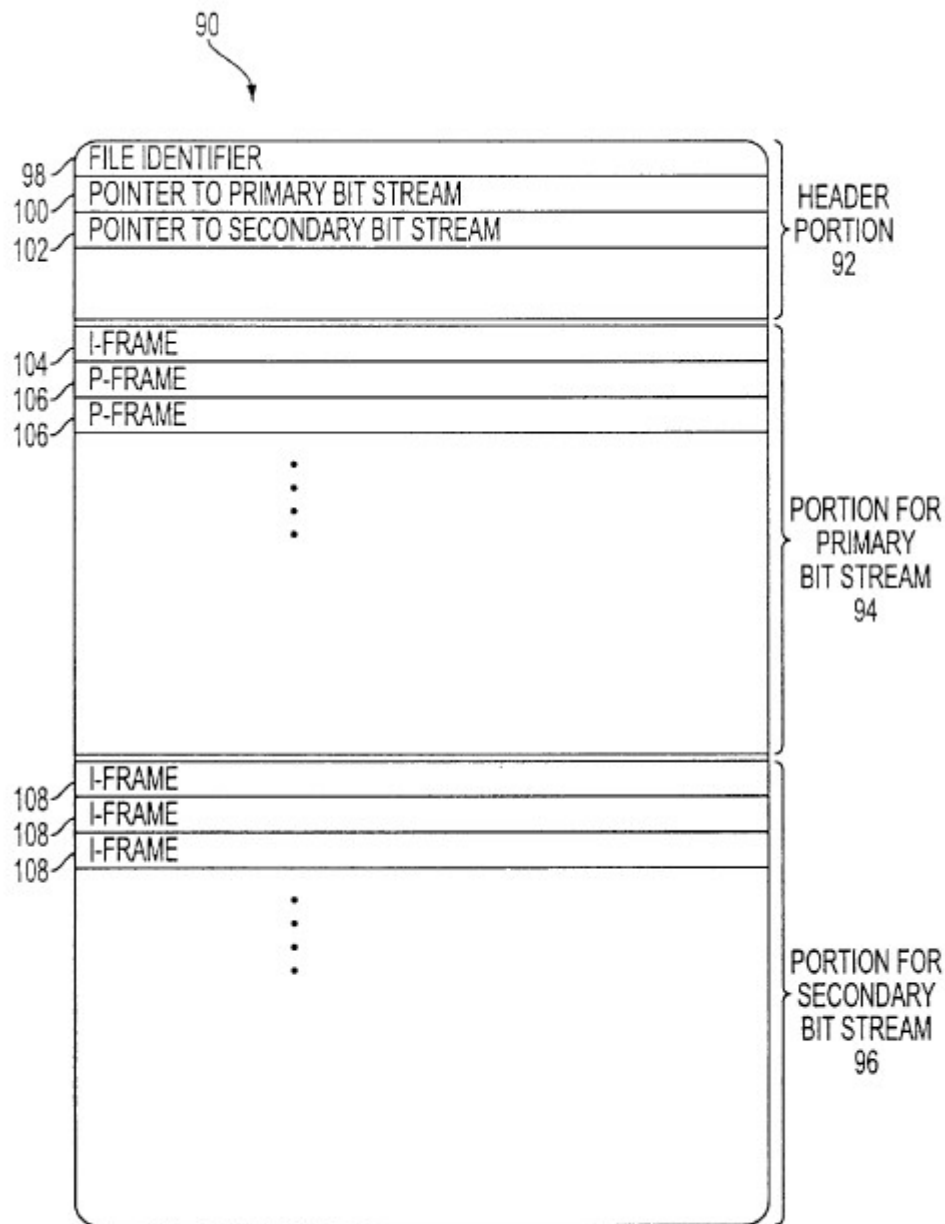 90
98 FILE IDENTIFIER
100 POINTER TO PRIMARY BIT STREAM
102 POINTER TO SECONDARY BIT STREAM
HEADER
PORTION
92
104 I-FRAME
106 P-FRAME
106 P-FRAME
PORTION FOR
PRIMARY
BIT STREAM
94
108 I-FRAME
108 I-FRAME
108 I-FRAME
PORTION FOR
SECONDARY
BIT STREAM
96